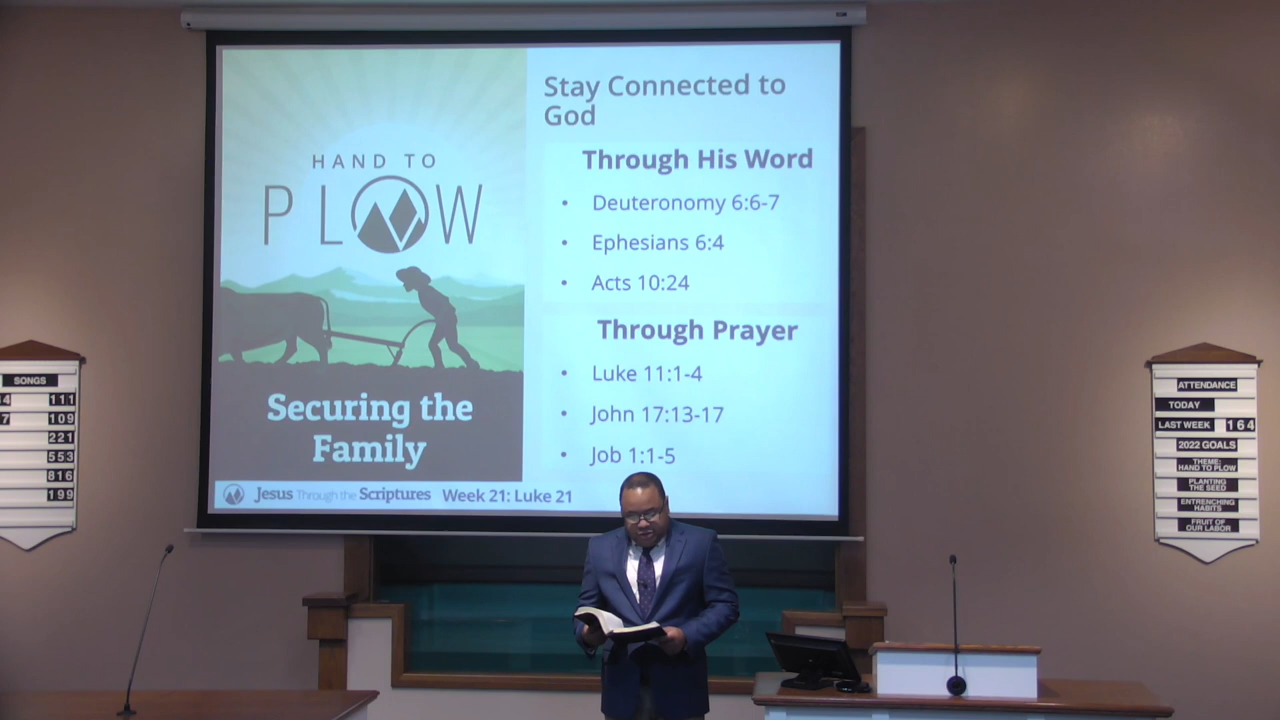 HAND TO
PLOW
Securing the
Family
Stay Connected to
God
Through His Word
• Deuteronomy 6:6-7
• Ephesians 6:4
• Acts 10:24
Through Prayer
• Luke 11:1-4
• John 17:13-17
• Job 1:1-5
Jesus Through the Scriptures Week 21: Luke 21
SONGS
4 111
7 109
221
553
816
199
ATTENDANCE
TODAY
LAST WEEK 164
2022 GOALS
THEME:
HAND TO PLOW
PLANTING
THE SEED
ENTRENCHING
HABITS
FRUIT OF
OUR LABOR